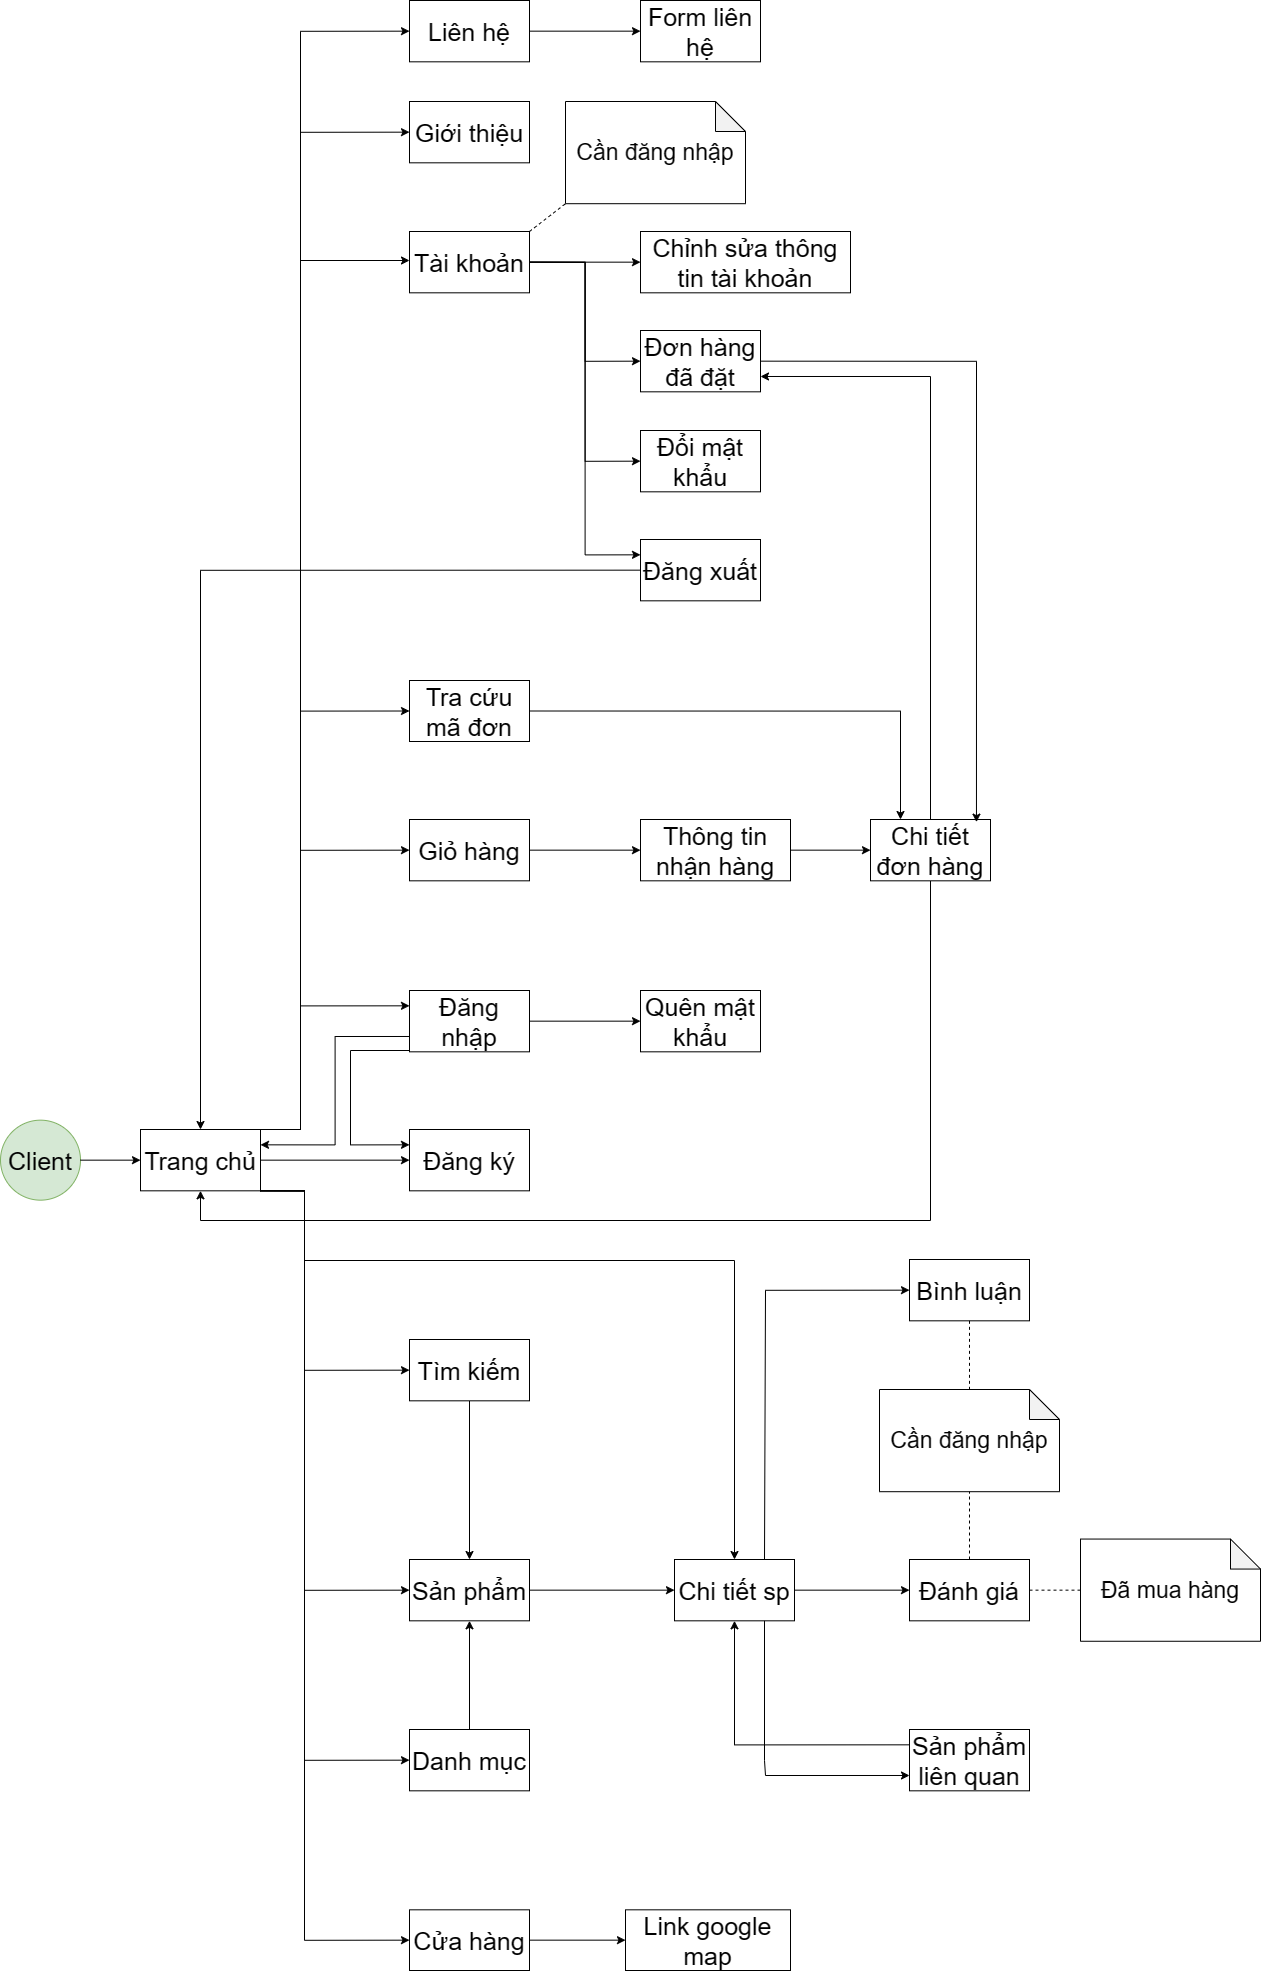 Liên hệ
Form liên
hệ
Giới thiệu
Cần đăng nhập
Tài khoản
Chỉnh sửa thông
tin tài khoản
Đơn hàng
đã đặt
Đổi mật
khẩu
Đăng xuất
Tra cứu
mã đơn
Giỏ hàng
Thông tin
nhận hàng
Chi tiết
đơn hàng
Đăng
nhập
Quên mật
khẩu
Client
Trang chủ
Đăng ký
Bình luận
Tìm kiếm
Cần đăng nhập
Sản phẩm
Chi tiết sp
Đánh giá
Đã mua hàng
Danh mục
Sản phẩm
liên quan
Cửa hàng
Link google
map